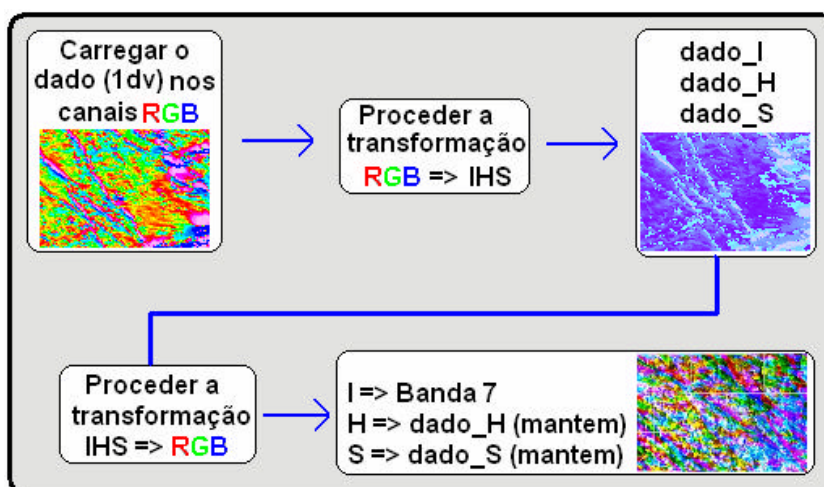 Carregar o
dado (1dv) nos
canais RGB
Proceder a
transformação
RGB => IHS
dado_I
dado_H
dado_S
Proceder a
transformação
IHS => RGB
I => Banda 7
H => dado_H (mantem)
S => dado_S (mantem)